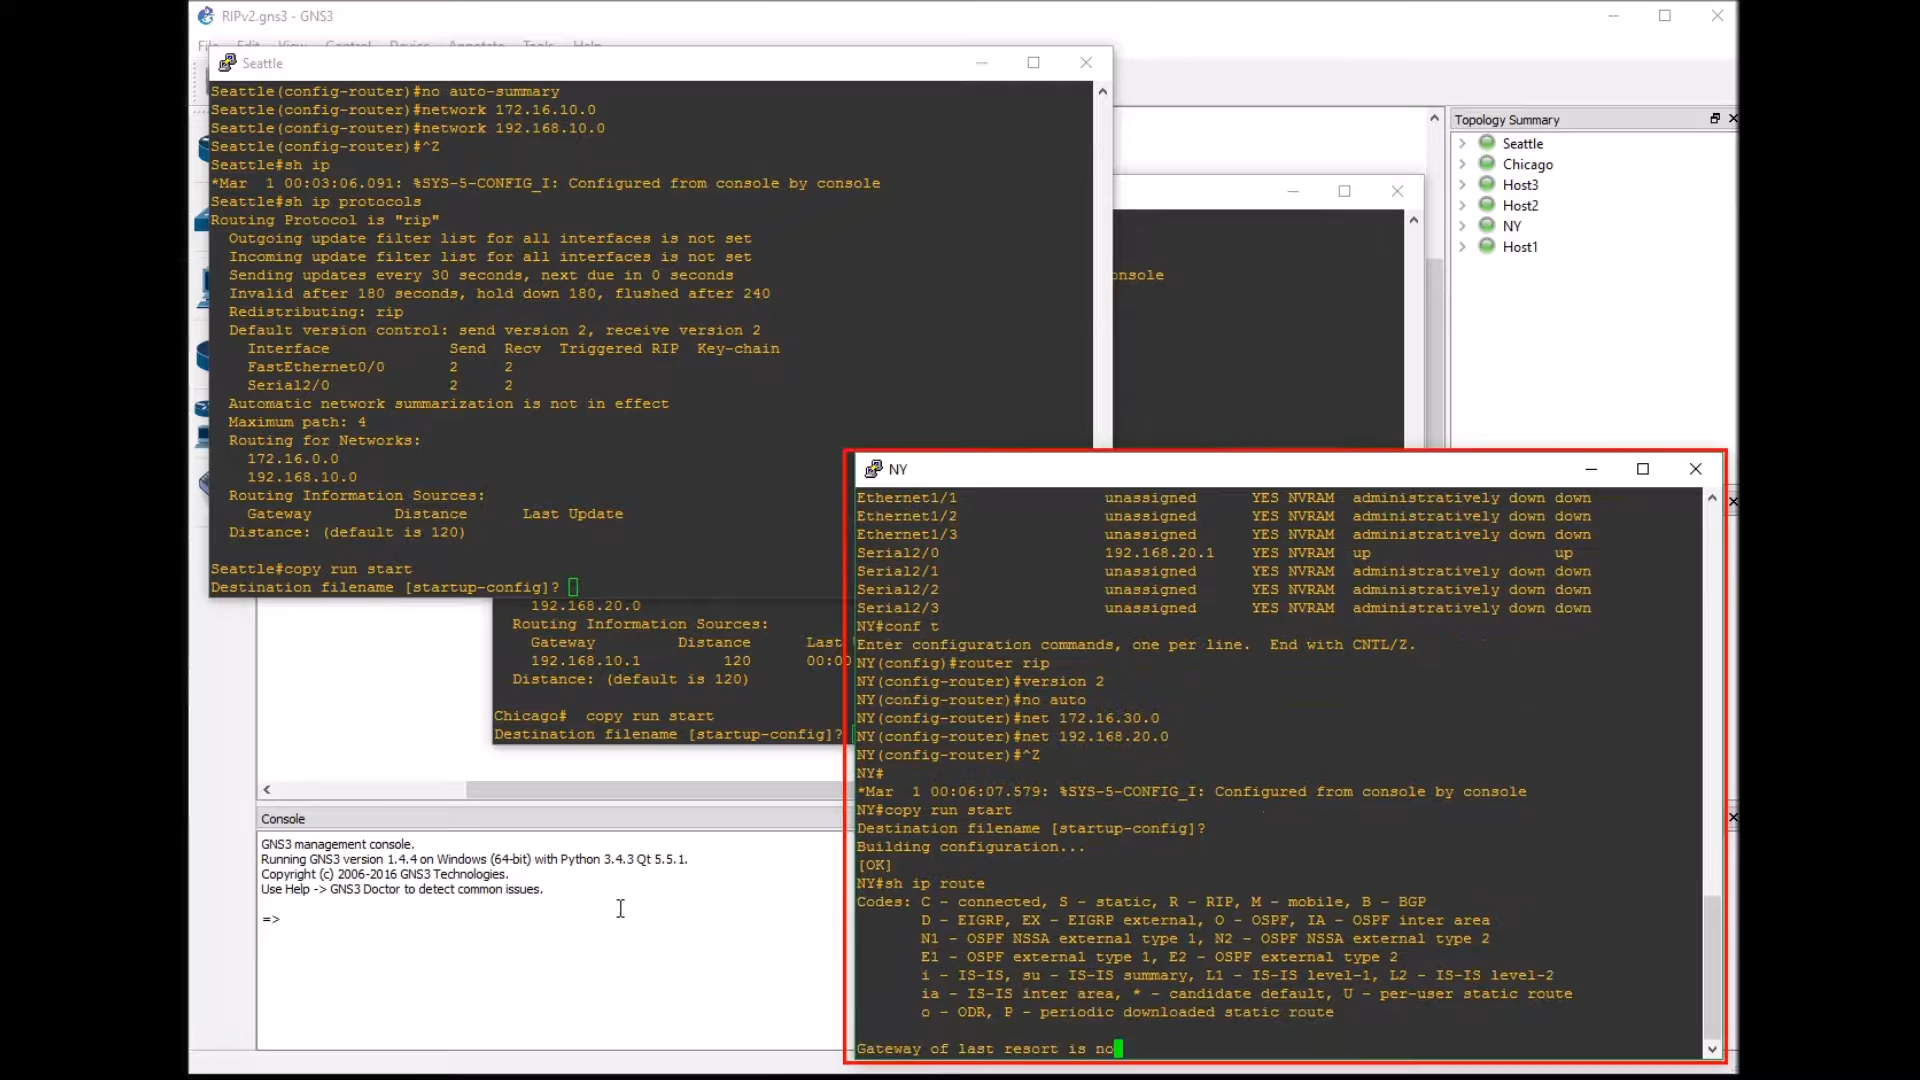 RIPv2.gns3 - GNS3
File Edit View Control Device Annotate Tools Help
Seattle
Seattle(config-router)#no auto-summary
Seattle(config-router)#network 172.16.10.0
Seattle(config-router)#network 192.168.10.0
Seattle(config-router)#^Z
Seattle#sh ip
*Mar  1 00:03:06.091: %SYS-5-CONFIG_I: Configured from console by console
Seattle#sh ip protocols
Routing Protocol is "rip"
Outgoing update filter list for all interfaces is not set
Incoming update filter list for all interfaces is not set
Sending updates every 30 seconds, next due in 0 seconds
Invalid after 180 seconds, hold down 180, flushed after 240
Redistributing: rip
Default version control: send version 2, receive version 2
Interface Send Recv Triggered RIP Key-chain
FastEthernet0/0 2 2
Serial2/0 2 2
Automatic network summarization is not in effect
Maximum path: 4
Routing for Networks:
172.16.0.0
192.168.10.0
Routing Information Sources:
Gateway Distance Last Update
Distance: (default is 120)
Seattle#copy run start
Destination filename [startup-config]?
onsole
Topology Summary
Seattle
Chicago
Host3
Host2
NY
Host1
192.168.20.0
Routing Information Sources:
Gateway Distance Last
192.168.10.1 120 00:00
Distance: (default is 120)
Chicago#  copy run start
Destination filename [startup-config]?
NY
Ethernet1/1 unassigned YES NVRAM administratively down down
Ethernet1/2 unassigned YES NVRAM administratively down down
Ethernet1/3 unassigned YES NVRAM administratively down down
Serial2/0 192.168.20.1 YES NVRAM up up
Serial2/1 unassigned YES NVRAM administratively down down
Serial2/2 unassigned YES NVRAM administratively down down
Serial2/3 unassigned YES NVRAM administratively down down
NY#conf t
Enter configuration commands, one per line.  End with CNTL/Z.
NY(config)#router rip
NY(config-router)#version 2
NY(config-router)#no auto
NY(config-router)#net 172.16.30.0
NY(config-router)#net 192.168.20.0
NY(config-router)#^Z
NY#
*Mar  1 00:06:07.579: %SYS-5-CONFIG_I: Configured from console by console
NY#copy run start
Destination filename [startup-config]?
Building configuration...
[OK]
NY#sh ip route
Codes: C - connected, S - static, R - RIP, M - mobile, B - BGP
D - EIGRP, EX - EIGRP external, O - OSPF, IA - OSPF inter area
N1 - OSPF NSSA external type 1, N2 - OSPF NSSA external type 2
E1 - OSPF external type 1, E2 - OSPF external type 2
i - IS-IS, su - IS-IS summary, L1 - IS-IS level-1, L2 - IS-IS level-2
ia - IS-IS inter area, * - candidate default, U - per-user static route
o - ODR, P - periodic downloaded static route
Gateway of last resort is no
Console
GNS3 management console.
Running GNS3 version 1.4.4 on Windows (64-bit) with Python 3.4.3 Qt 5.5.1.
Copyright (c) 2006-2016 GNS3 Technologies.
Use Help -> GNS3 Doctor to detect common issues.
=>